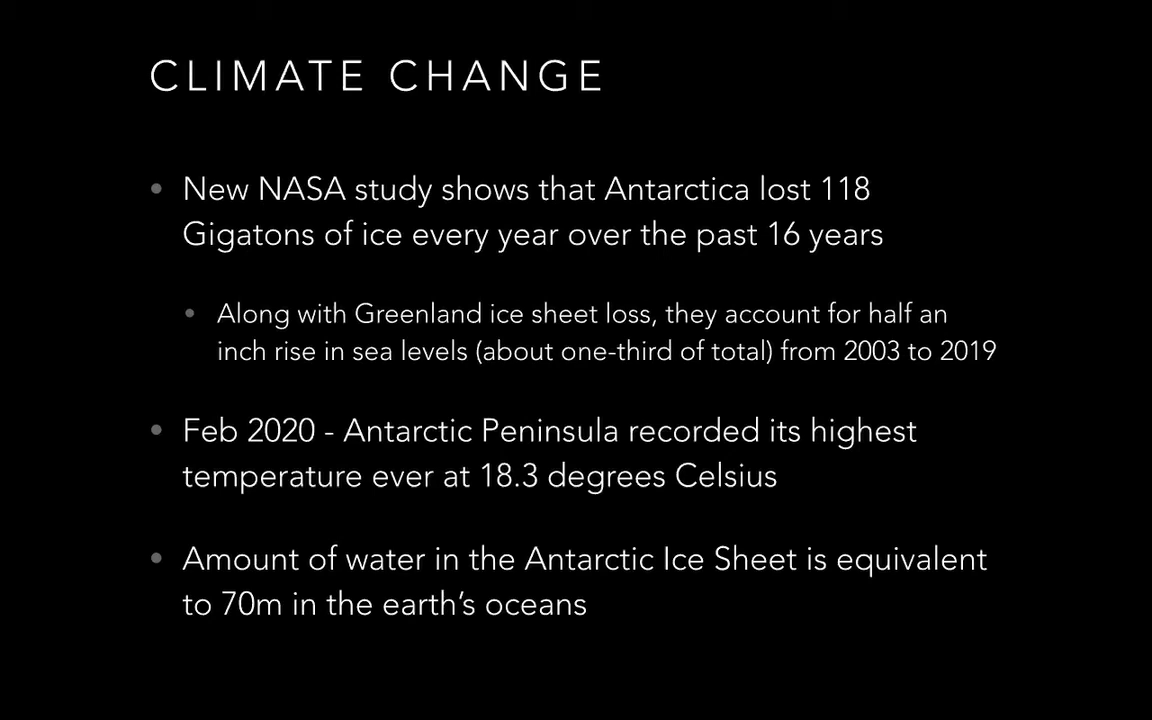 CLIMATE CHANGE
• New NASA study shows that Antarctica lost 118
Gigatons of ice every year over the past 16 years
• Along with Greenland ice sheet loss, they account for half an
inch rise in sea levels (about one-third of total) from 2003 to 2019
• Feb 2020 - Antarctic Peninsula recorded its highest
temperature ever at 18.3 degrees Celsius
• Amount of water in the Antarctic Ice Sheet is equivalent
to 70m in the earth’s oceans